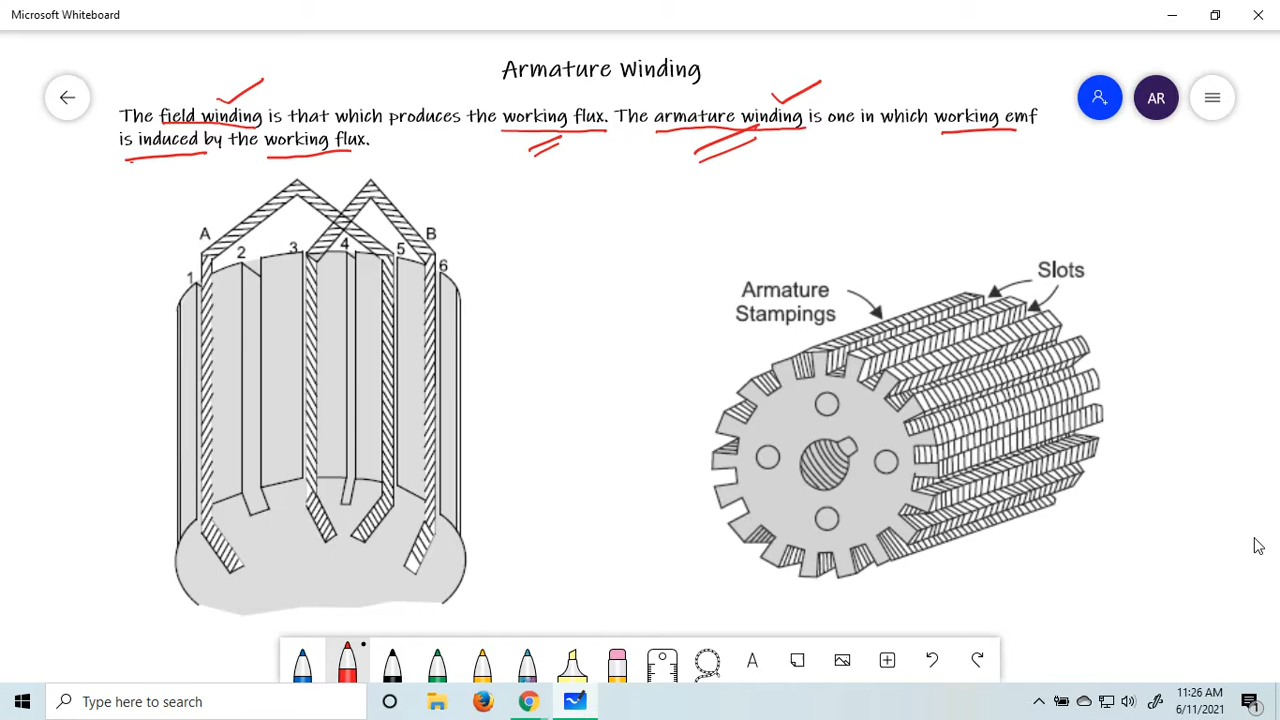 Microsoft Whiteboard
Armature Winding
The field winding is that which produces the working flux. The armature winding is one in which working emf
is induced by the working flux.
AR
A
B
1
2
3
4
5
6
Armature
Stampings
Slots
A
Type here to search
11:26 AM
6/11/2021
1